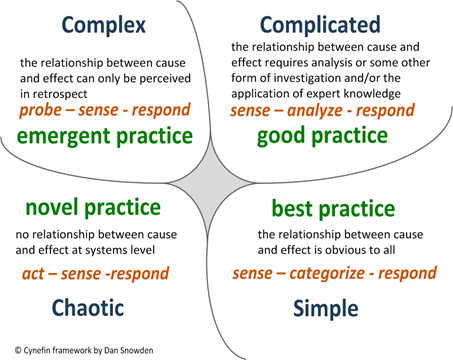 Complex
the relationship between cause
and effect can only be perceived
in retrospect
probe – sense - respond
emergent practice
Complicated
the relationship between cause and
effect requires analysis or some other
form of investigation and/or the
application of expert knowledge
sense – analyze - respond
good practice
novel practice
no relationship between cause
and effect at systems level
act – sense -respond
Chaotic
best practice
the relationship between cause
and effect is obvious to all
sense – categorize - respond
Simple
© Cynefin framework by Dan Snowden